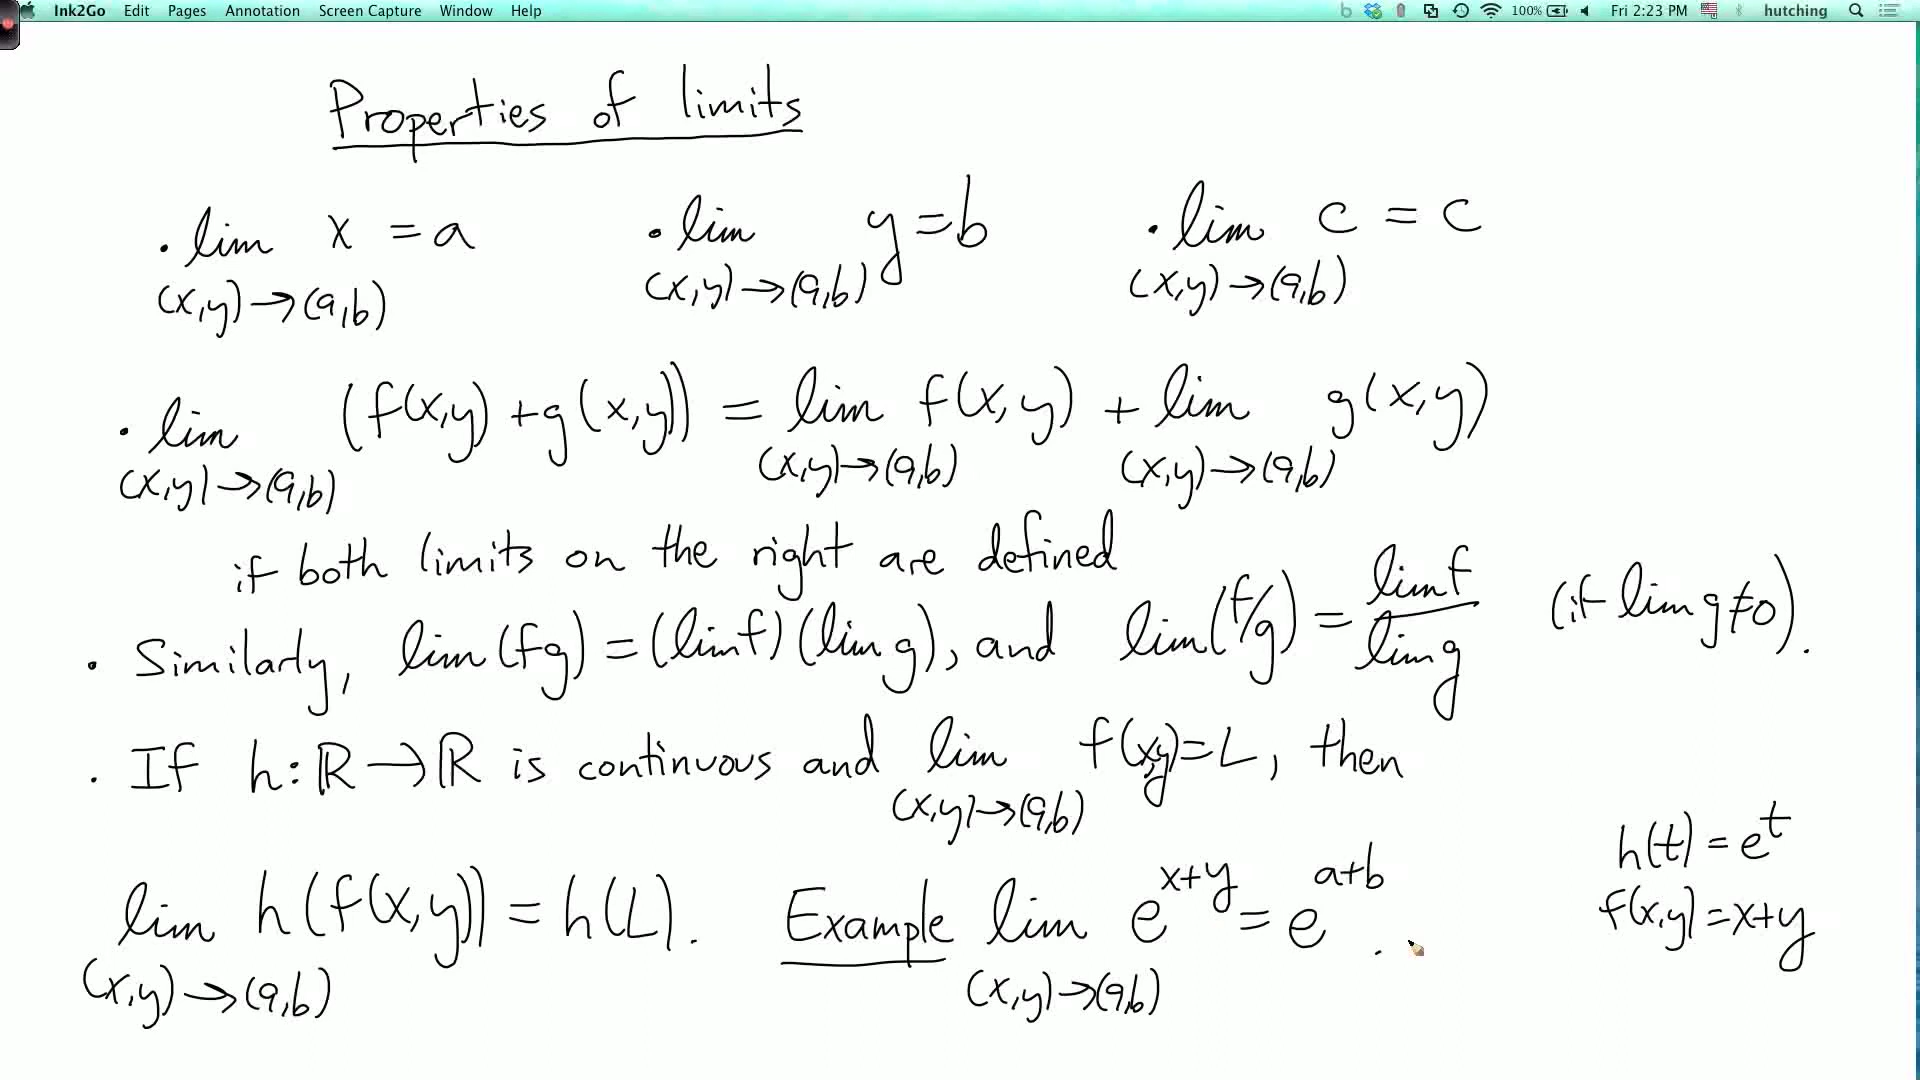 Ink2Go Edit Pages Annotation Screen Capture Window Help 100% Fri 2:23 PM hutching
Properties of limits
• lim x = a • lim y = b • lim c = c
(x,y)→(a,b) (x,y)→(a,b) (x,y)→(a,b)
• lim (f(x,y) + g(x,y)) = lim f(x,y) + lim g(x,y)
(x,y)→(a,b) (x,y)→(a,b) (x,y)→(a,b)
if both limits on the right are defined
• Similarly, lim(fg) = (lim f)(lim g), and lim(f/g) = lim f / lim g (if lim g ≠ 0).
• If h: ℝ → ℝ is continuous and lim f(x,y) = L, then
(x,y)→(a,b)
lim h(f(x,y)) = h(L). Example lim e^{x+y} = e^{a+b}.
(x,y)→(a,b) (x,y)→(a,b)
h(t) = e^t
f(x,y) = x+y